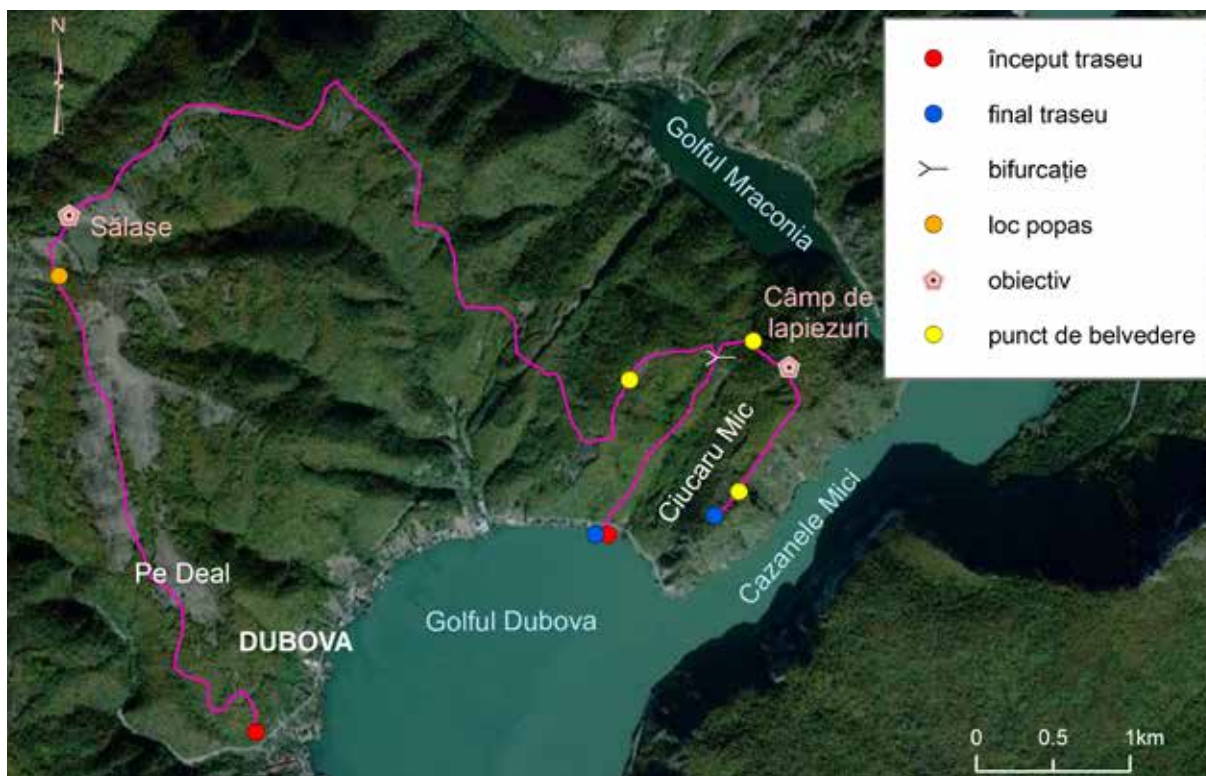 N
început traseu
final traseu
bifurcație
loc popas
obiectiv
punct de belvedere
Golful Mraconia
Sălașe
Câmp de
lapiezuri
Ciucaru Mic
Cazanele Mici
Pe Deal
Golful Dubova
DUBOVA
0 0.5 1km